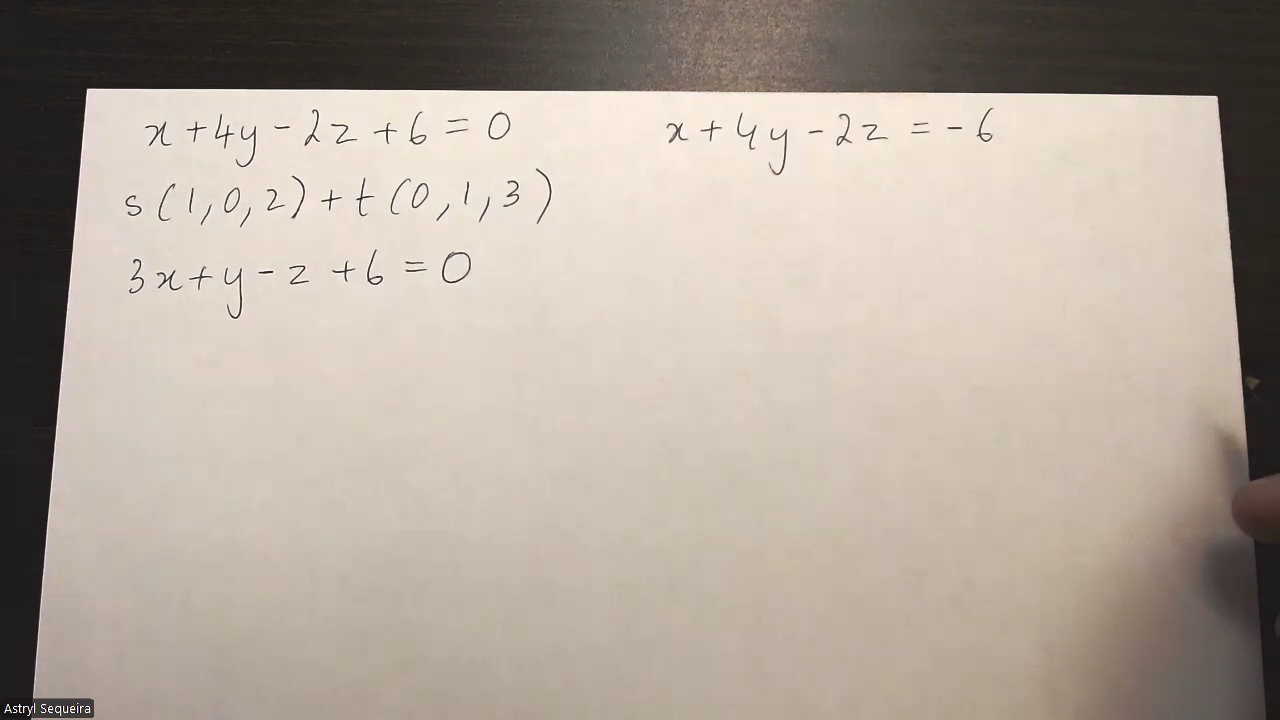 x+4y-2z+6=0
x+4y-2z=-6
s(1,0,2)+t(0,1,3)
3x+y-z+6=0
Astryl Sequeira